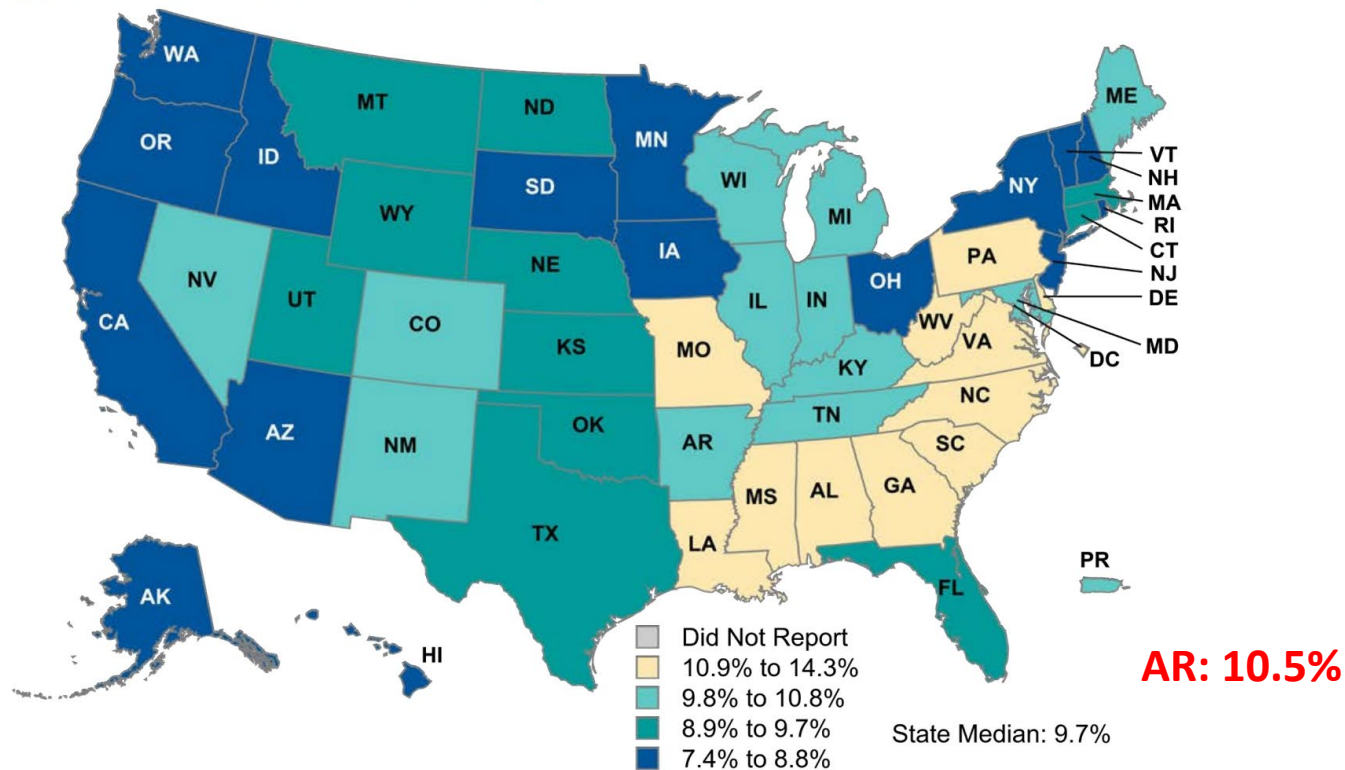 WA
MT
ND
MN
ME
OR
ID
SD
WI
MI
NY
VT
NH
MA
RI
CT
NJ
DE
MD
DC
WY
IA
NE
PA
NV
UT
CO
IL
IN
OH
WV
VA
CA
KS
MO
KY
NC
AZ
NM
OK
AR
TN
SC
MS
AL
GA
TX
LA
FL
PR
AK
HI
Did Not Report
10.9% to 14.3%
9.8% to 10.8%
8.9% to 9.7%
7.4% to 8.8%
State Median: 9.7%
AR: 10.5%